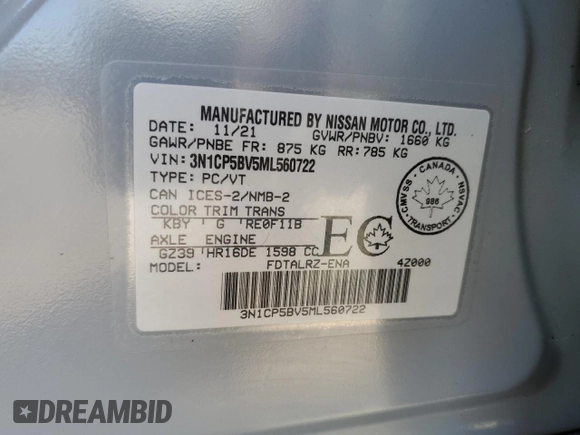 MANUFACTURED BY NISSAN MOTOR CO., LTD.
DATE: 11/21 GVWR/PNBV: 1660 KG
GAWR/PNBE FR: 875 KG RR: 785 KG
VIN: 3N1CP5BV5ML560722
TYPE: PC/VT
CAN ICES-2/NMB-2
COLOR TRIM TRANS
KBY G RE0F11B
AXLE ENGINE
GZ39 HR16DE 1598 CC
MODEL: FDTALRZ-ENA 4Z000
EC
CMVSS · CANADA · NSVAC · TRANSPORT ·
986
3N1CP5BV5ML560722
DREAMBID